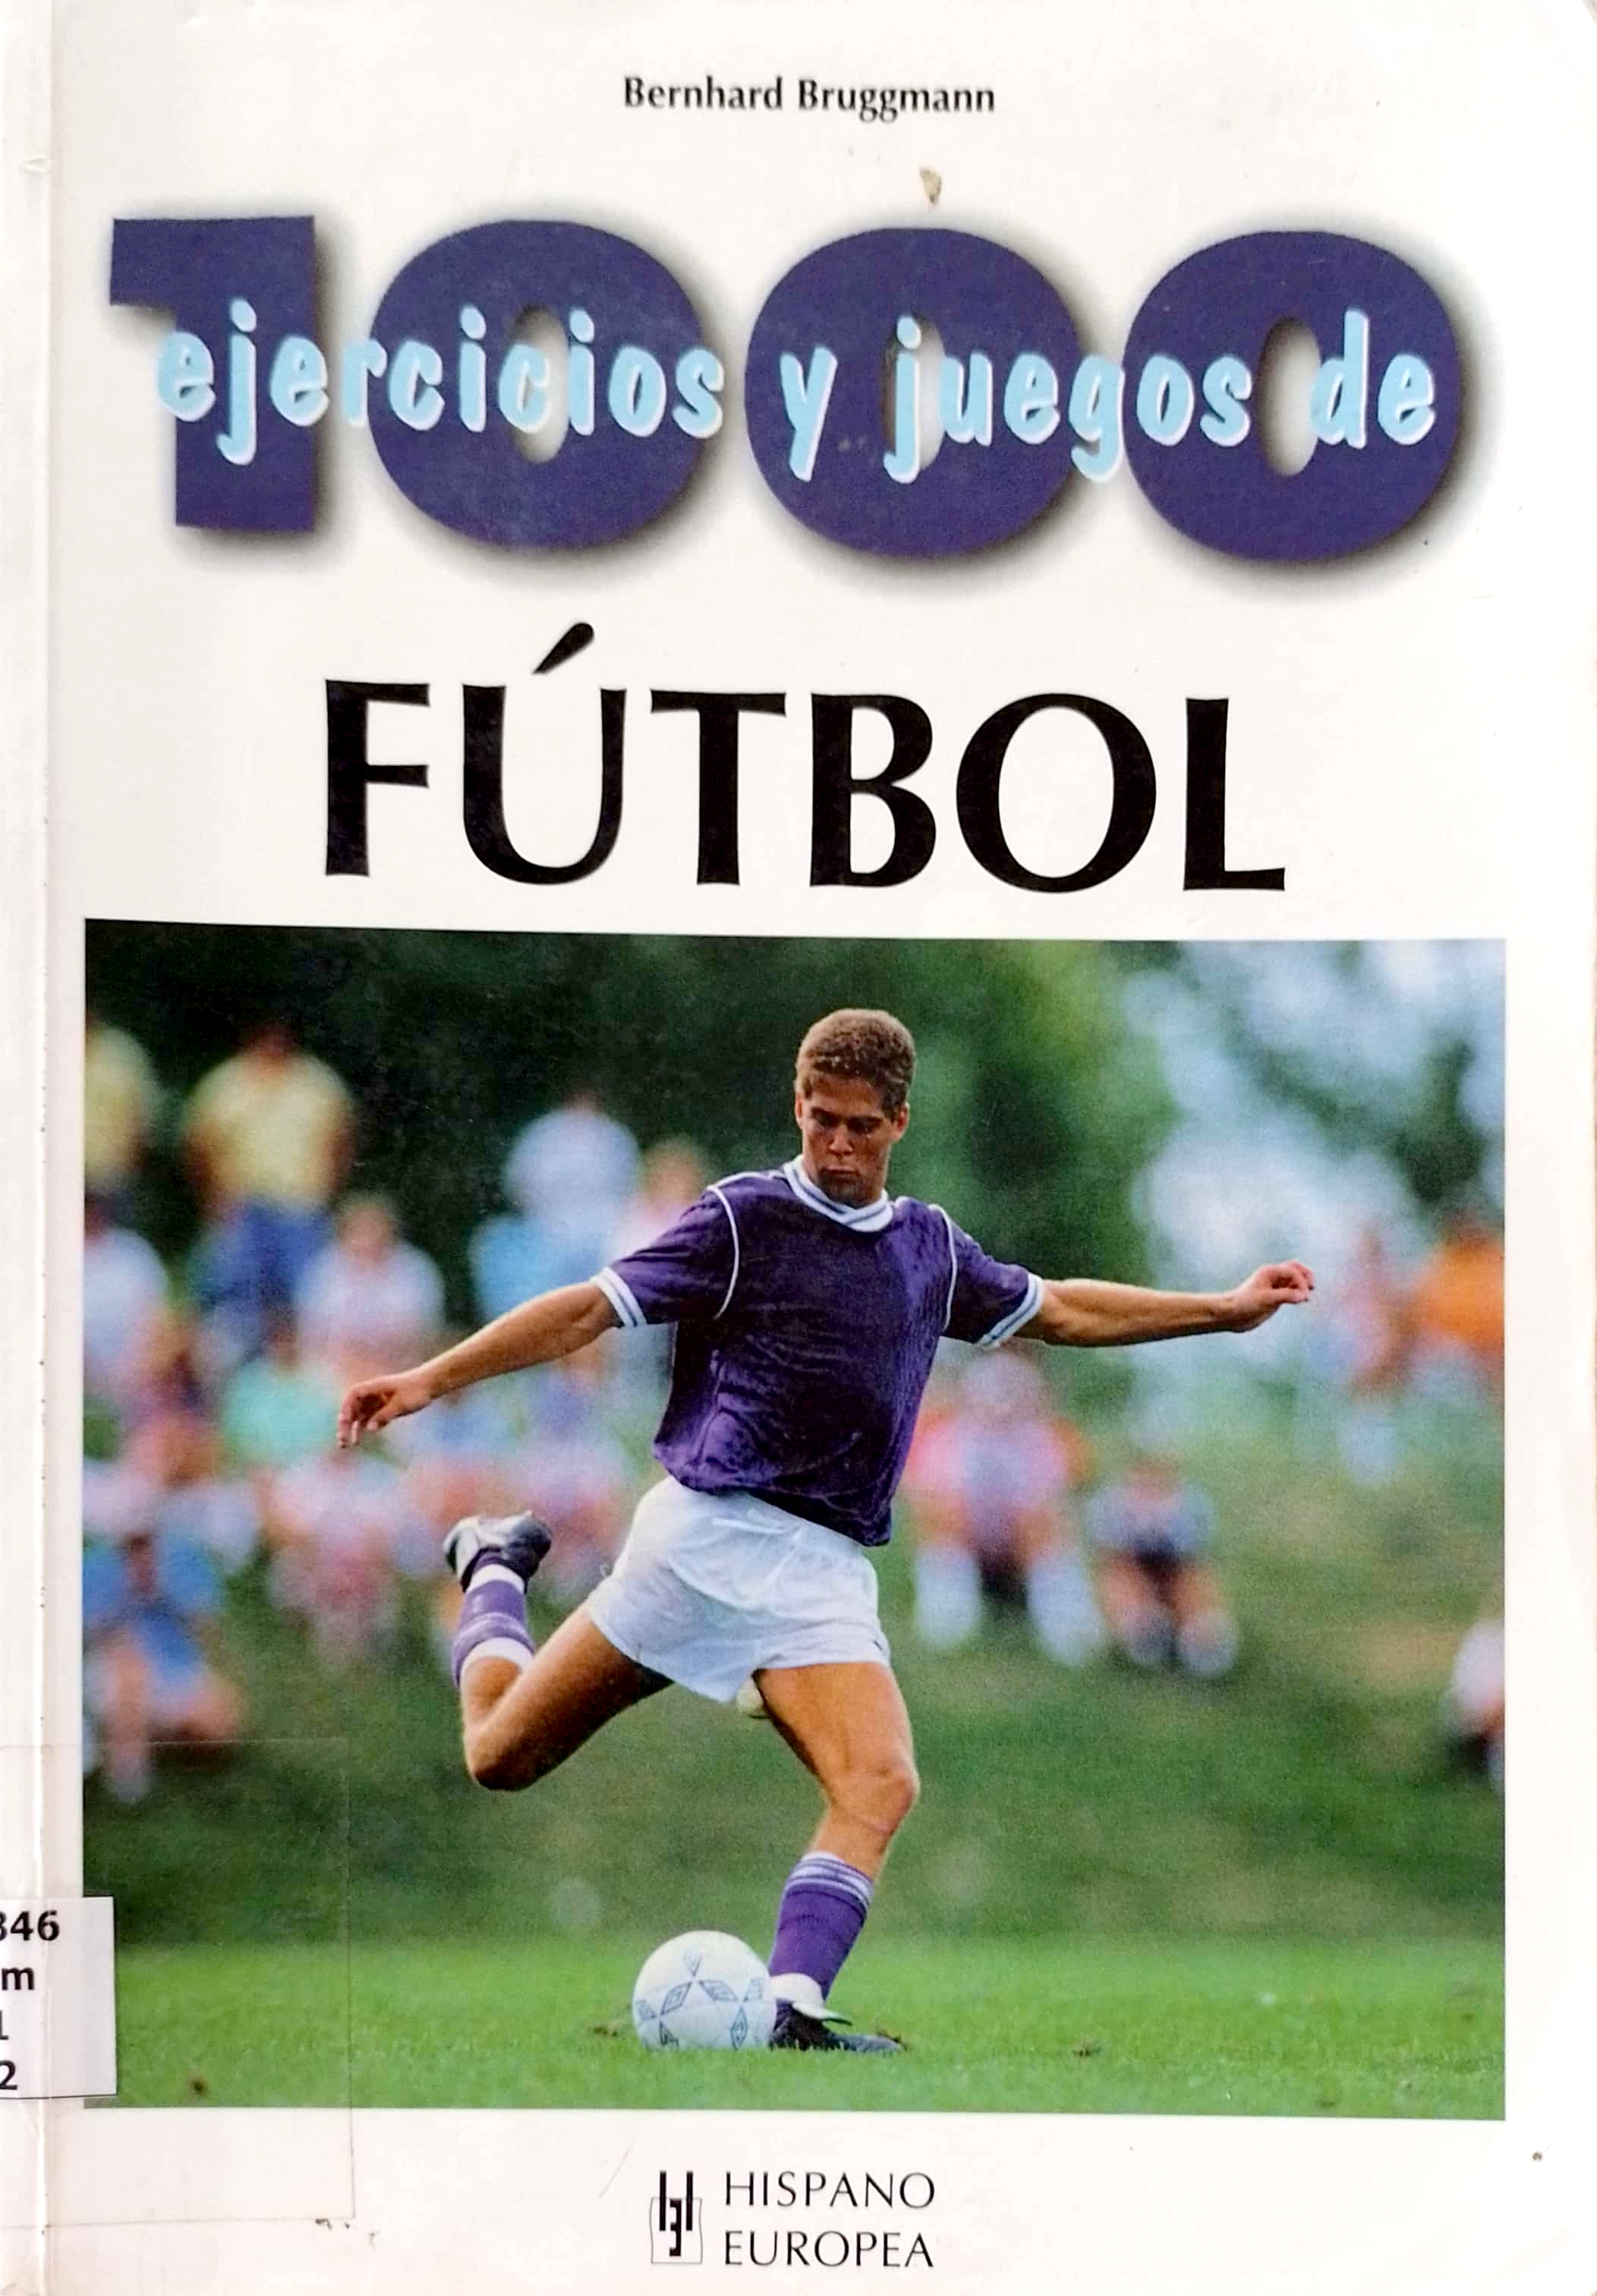 Bernhard Bruggmann
1000
ejercicios y juegos de
FÚTBOL
346
m
1
2
HISPANO
EUROPEA